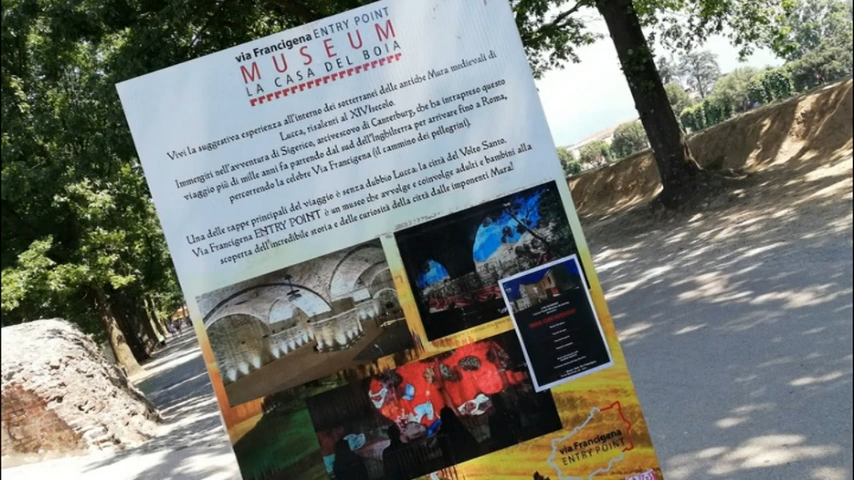 via Francigena ENTRY POINT
MUSEUM
LA CASA DEL BOIA
Vivi la suggestiva esperienza all'interno dei sotterranei delle antiche Mura medievali di
Lucca, risalenti al XIVsecolo.
Immergiti nell'avventura di Sigerico, arcivescovo di Canterburg, che ha intrapreso questo
viaggio più di mille anni fa partendo dal sud dell'Inghilterra per arrivare fino a Roma,
percorrendo la celebre Via Francigena (il cammino dei pellegrini).
Una delle tappe principali del viaggio è senza dubbio Lucca: la città del Volto Santo.
Via Francigena ENTRY POINT è un museo che avvolge e coinvolge adulti e bambini alla
scoperta dell'incredibile storia e delle curiosità della città dalle imponenti Mura!
via Francigena
ENTRY POINT